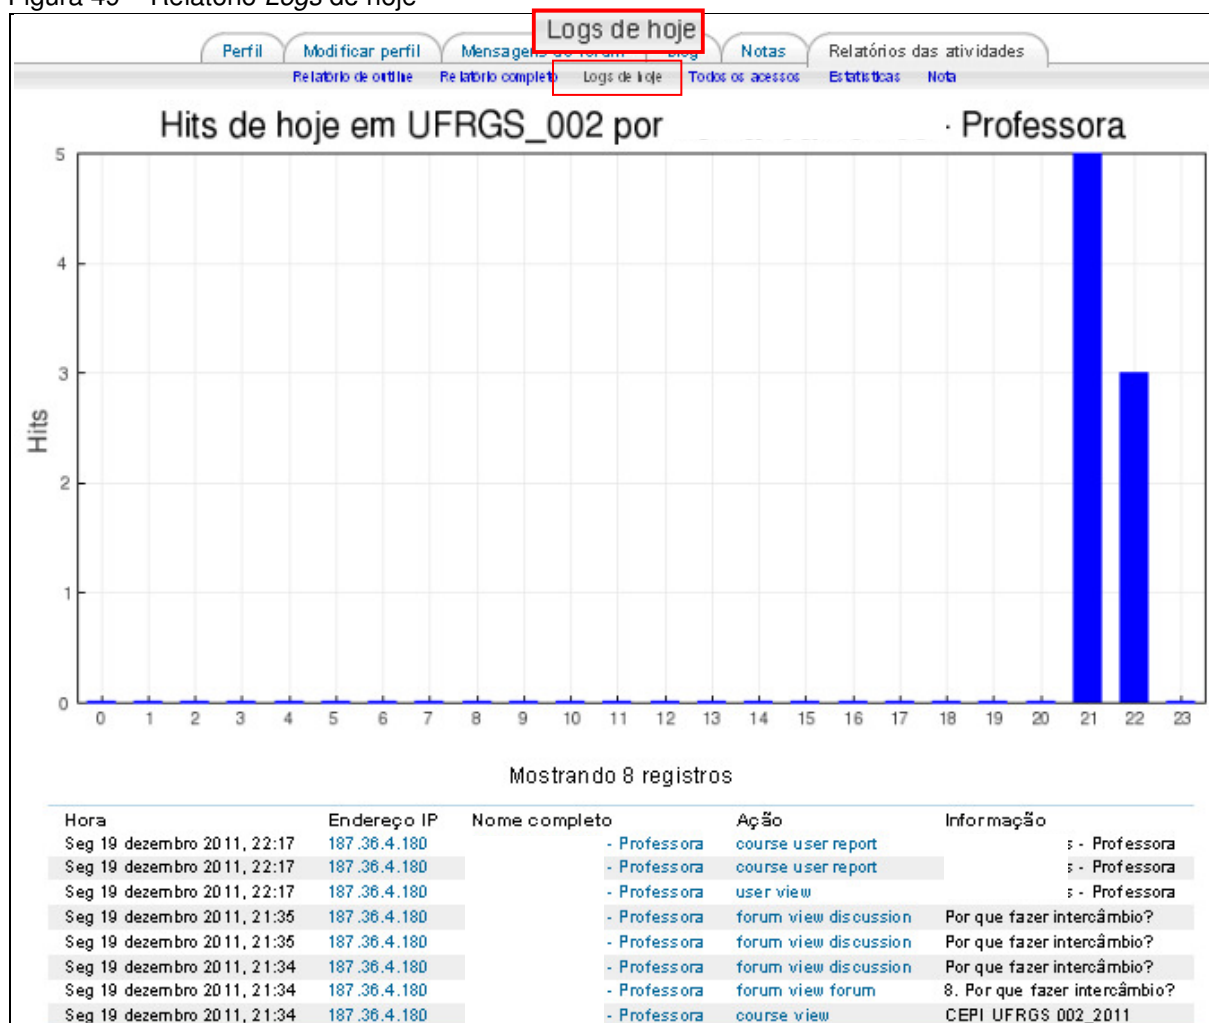 Figura 49 – Relatório Logs de hoje
Logs de hoje
Perfil Modificar perfil Mensagens do fórum Blog Notas Relatórios das atividades
Relatório de outline Relatório completo Logs de hoje Todos os acessos Estatísticas Nota
Hits de hoje em UFRGS_002 por - Professora
5
4
3
2
1
0
Hits
0 1 2 3 4 5 6 7 8 9 10 11 12 13 14 15 16 17 18 19 20 21 22 23
Mostrando 8 registros
Hora Endereço IP Nome completo Ação Informação
Seg 19 dezembro 2011, 22:17 187.36.4.180 - Professora course user report s - Professora
Seg 19 dezembro 2011, 22:17 187.36.4.180 - Professora course user report s - Professora
Seg 19 dezembro 2011, 22:17 187.36.4.180 - Professora user view s - Professora
Seg 19 dezembro 2011, 21:35 187.36.4.180 - Professora forum view discussion Por que fazer intercâmbio?
Seg 19 dezembro 2011, 21:35 187.36.4.180 - Professora forum view discussion Por que fazer intercâmbio?
Seg 19 dezembro 2011, 21:34 187.36.4.180 - Professora forum view discussion Por que fazer intercâmbio?
Seg 19 dezembro 2011, 21:34 187.36.4.180 - Professora forum view forum 8. Por que fazer intercâmbio?
Seg 19 dezembro 2011, 21:34 187.36.4.180 - Professora course view CEPI UFRGS 002_2011